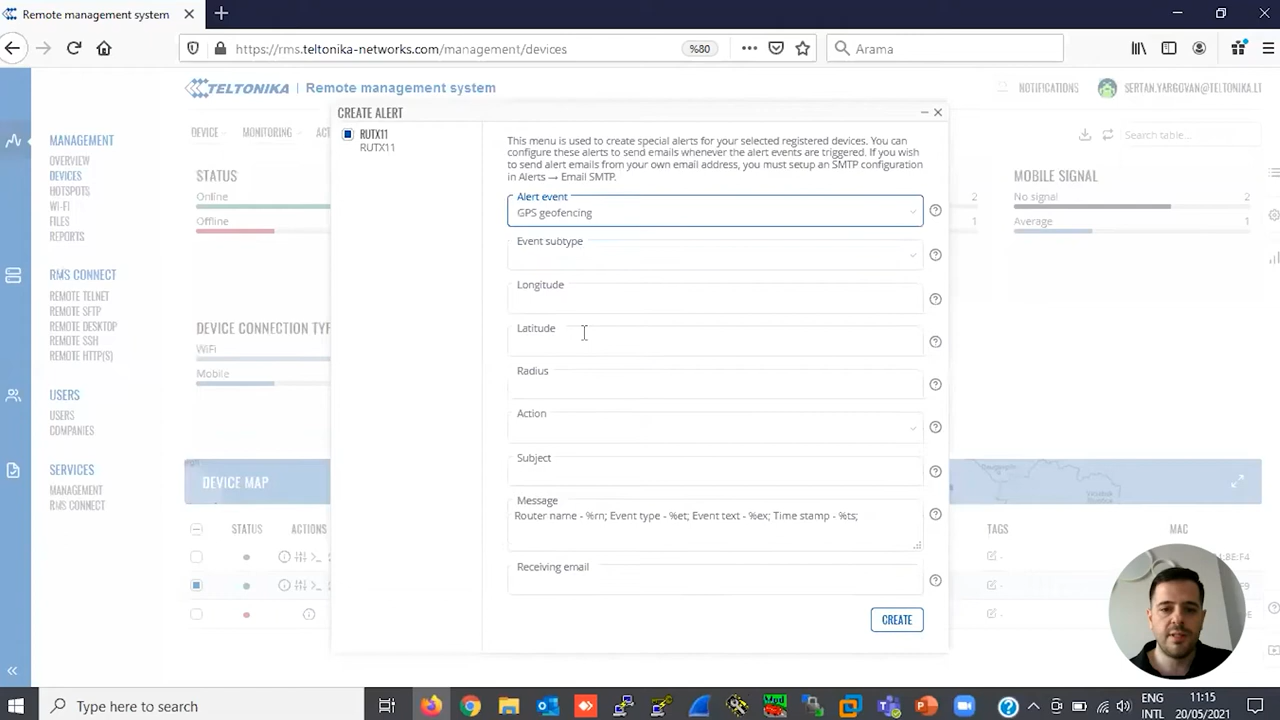 Remote management system
https://rms.teltonika-networks.com/management/devices
%80
Arama
TELTONIKA | Remote management system
NOTIFICATIONS
SERTAN.YARGOVAN@TELTONIKA.LT
CREATE ALERT
DEVICE
MONITORING
Search table...
RUTX11
RUTX11
MANAGEMENT
OVERVIEW
DEVICES
HOTSPOTS
WI-FI
FILES
REPORTS
RMS CONNECT
REMOTE TELNET
REMOTE SFTP
REMOTE DESKTOP
REMOTE SSH
REMOTE HTTP(S)
USERS
USERS
COMPANIES
SERVICES
MANAGEMENT
RMS CONNECT
STATUS
Online
Offline
DEVICE CONNECTION TYP
WiFi
Mobile
This menu is used to create special alerts for your selected registered devices. You can
configure these alerts to send emails whenever the alert events are triggered. If you wish
to send alert emails from your own email address, you must setup an SMTP configuration
in Alerts → Email SMTP.
Alert event
GPS geofencing
Event subtype
Longitude
Latitude
Radius
Action
Subject
Message
Router name - %rn; Event type - %et; Event text - %ex; Time stamp - %ts;
Receiving email
CREATE
MOBILE SIGNAL
2
No signal
2
1
Average
1
DEVICE MAP
STATUS
ACTIONS
TAGS
MAC
Type here to search
ENG
INTL
11:15
20/05/2021